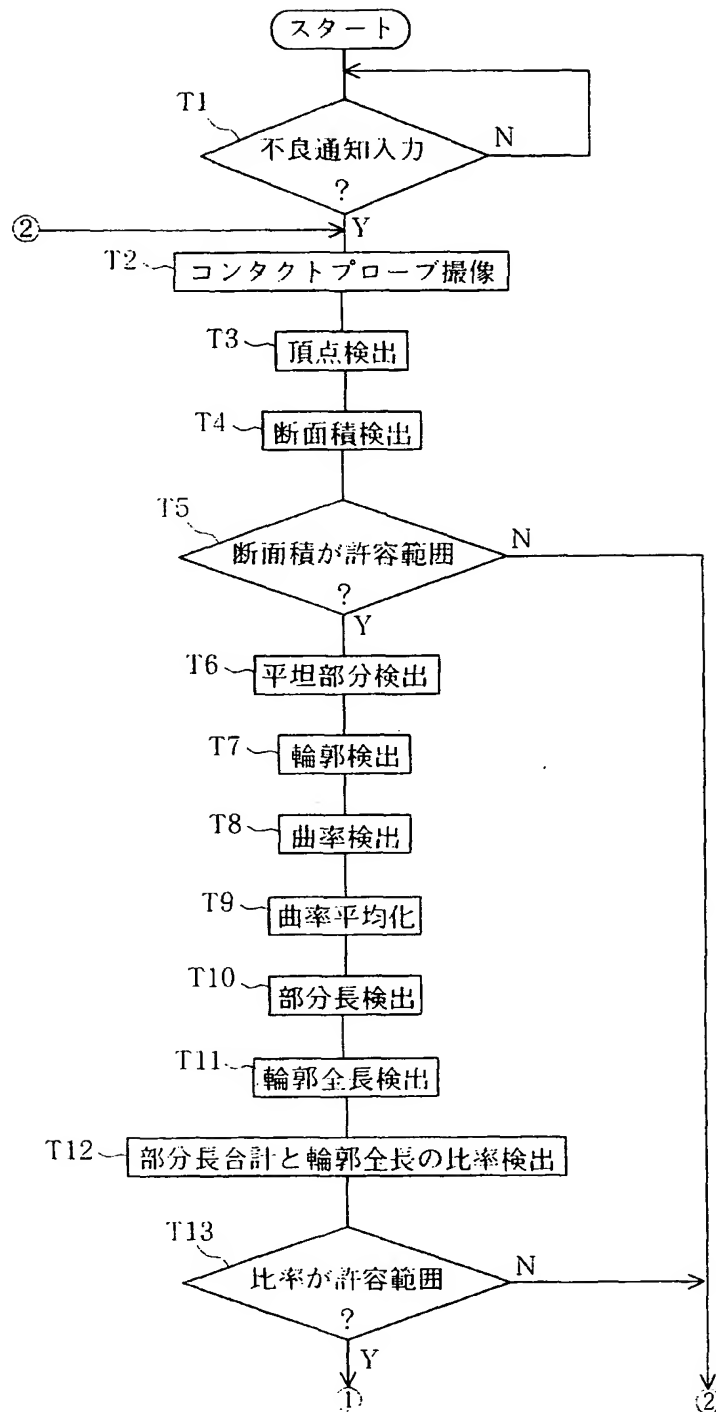 スタート
T1
不良通知入力
?
N
Y
②
T2
コンタクトプローブ撮像
T3
頂点検出
T4
断面積検出
T5
断面積が許容範囲
?
N
Y
T6
平坦部分検出
T7
輪郭検出
T8
曲率検出
T9
曲率平均化
T10
部分長検出
T11
輪郭全長検出
T12
部分長合計と輪郭全長の比率検出
T13
比率が許容範囲
?
N
Y
①
②